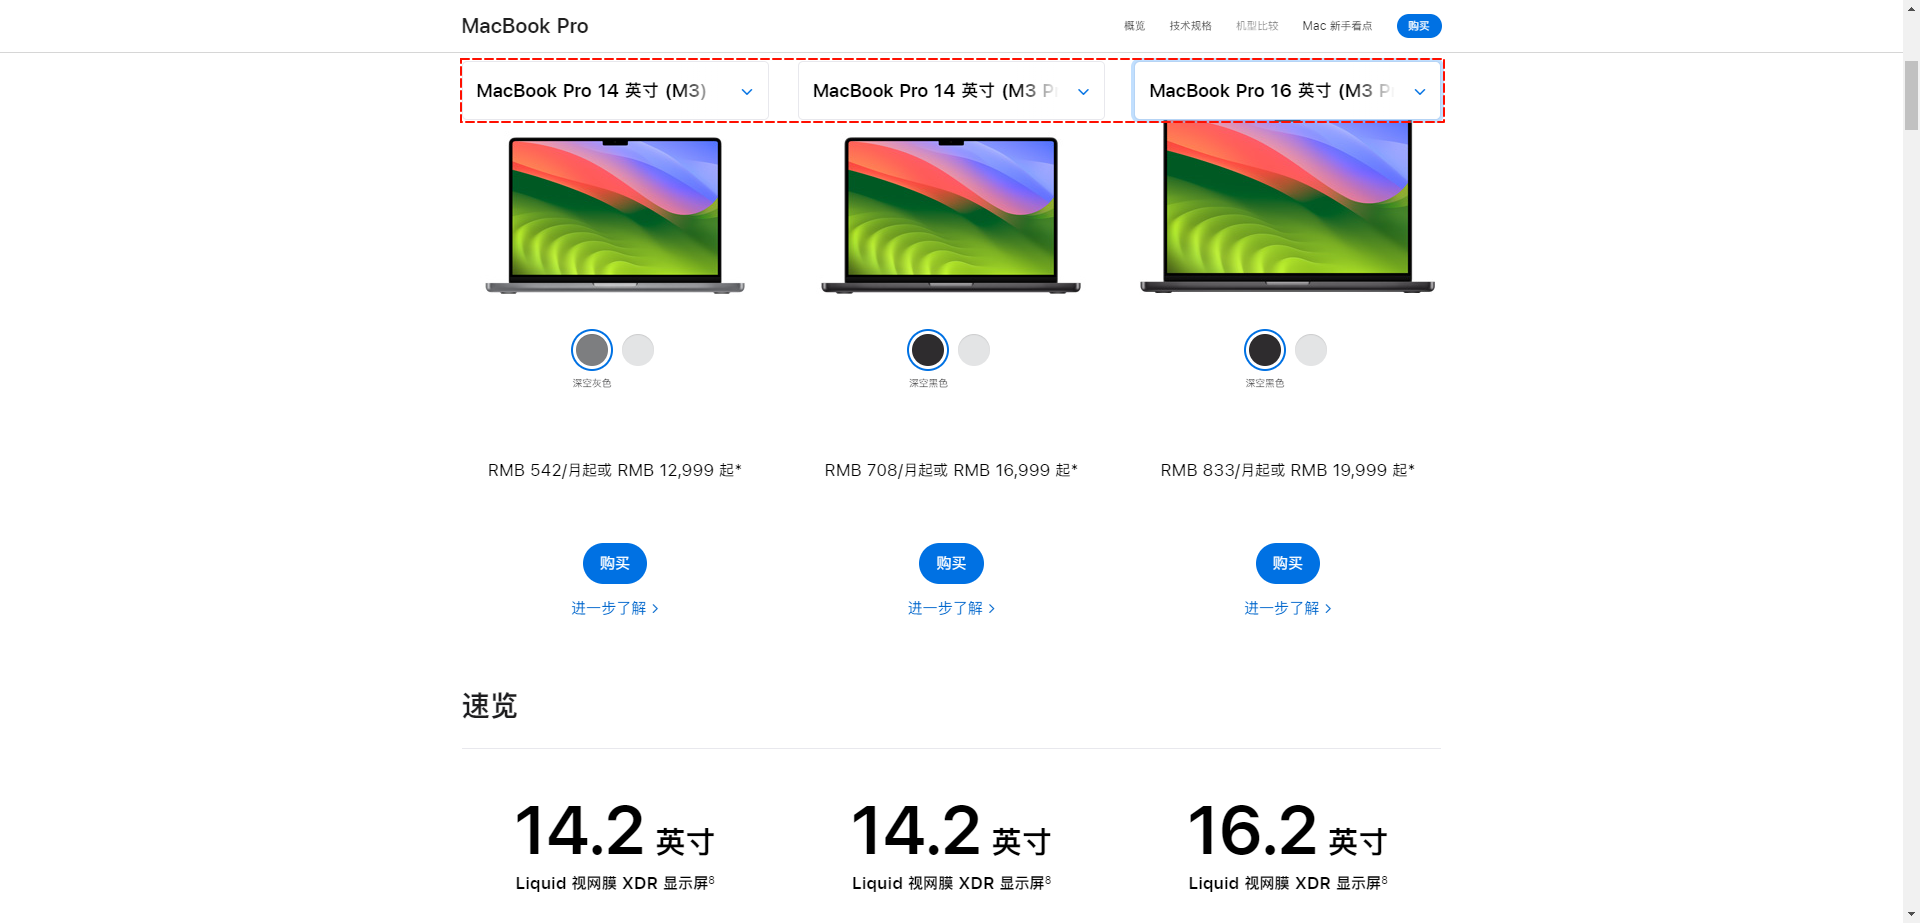 MacBook Pro
概览 技术规格 机型比较 Mac 新手看点 购买
MacBook Pro 14 英寸 (M3) MacBook Pro 14 英寸 (M3 P MacBook Pro 16 英寸 (M3 P
深空灰色 深空黑色 深空黑色
RMB 542/月起或 RMB 12,999 起* RMB 708/月起或 RMB 16,999 起* RMB 833/月起或 RMB 19,999 起*
购买 购买 购买
进一步了解 > 进一步了解 > 进一步了解 >
速览
14.2 英寸 14.2 英寸 16.2 英寸
Liquid 视网膜 XDR 显示屏⁸ Liquid 视网膜 XDR 显示屏⁸ Liquid 视网膜 XDR 显示屏⁸